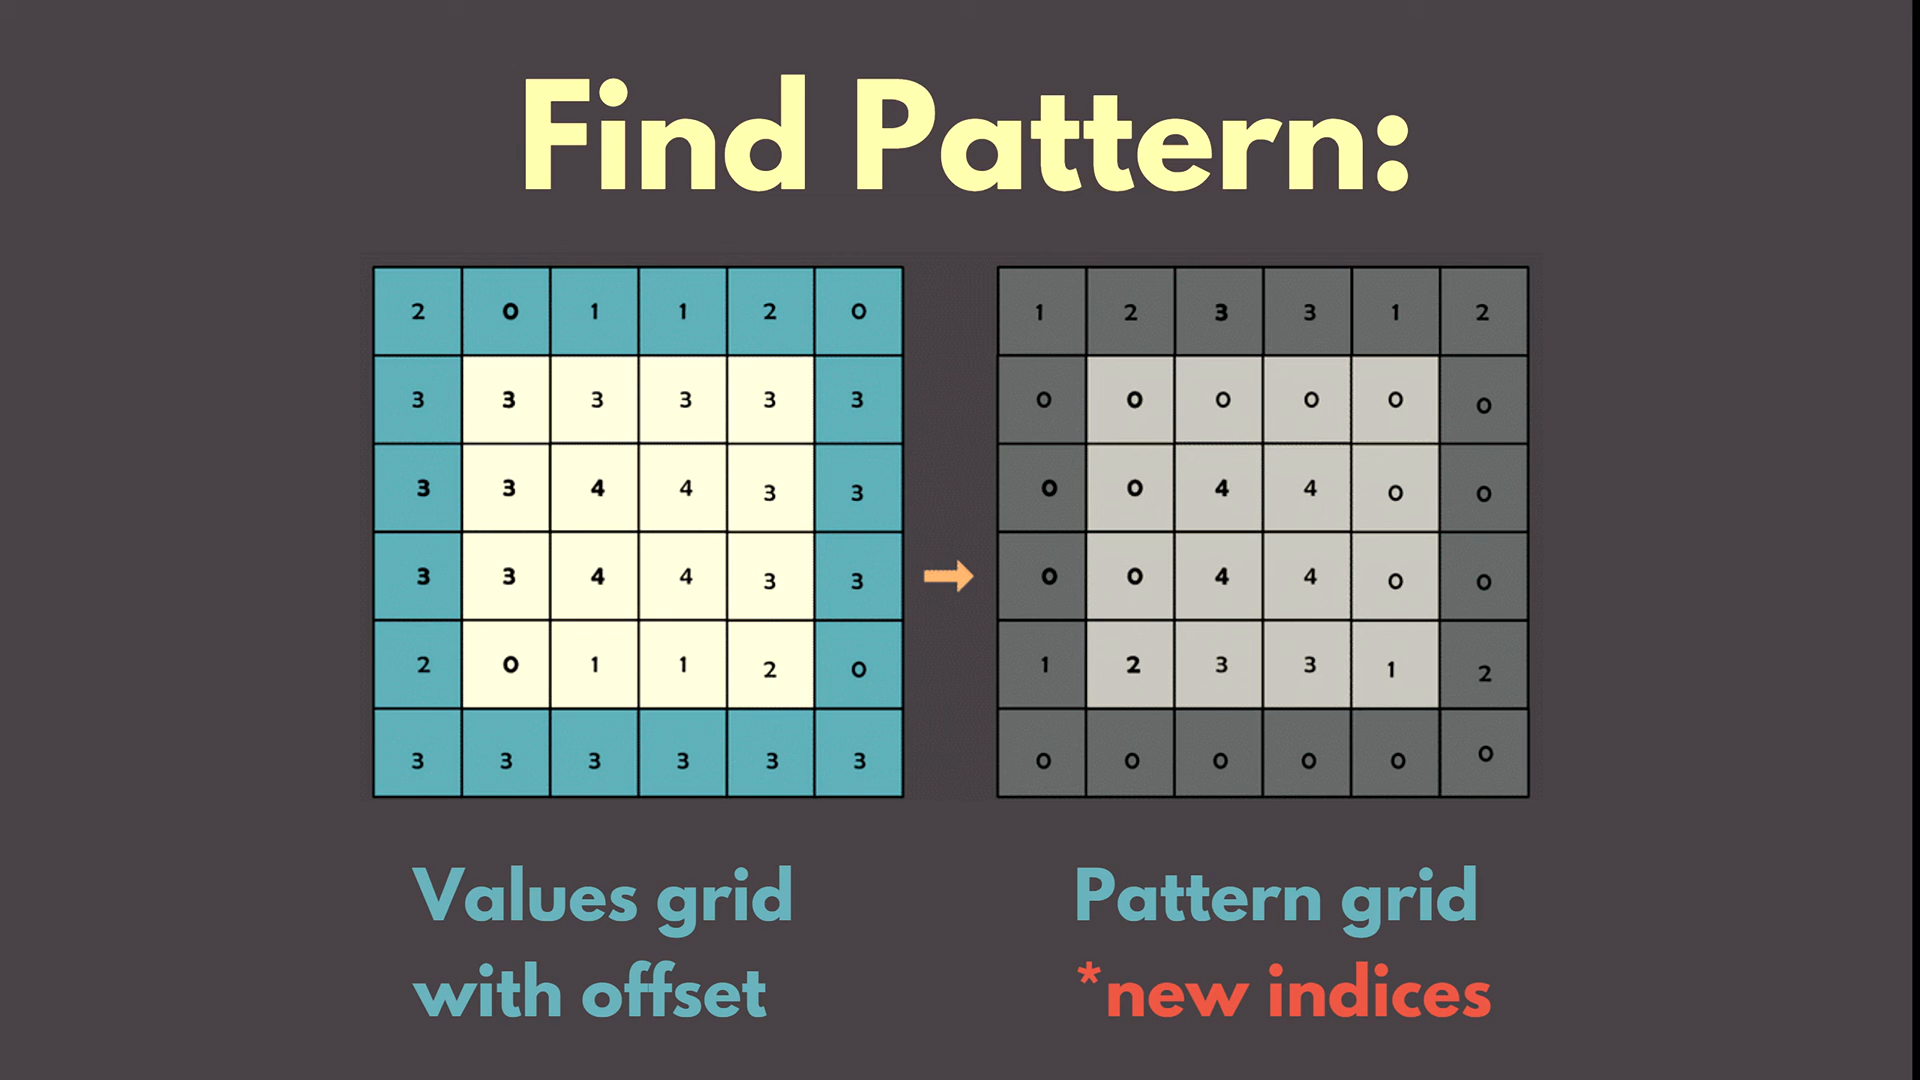 Find Pattern:
2 0 1 1 2 0
3 3 3 3 3 3
3 3 4 4 3 3
3 3 4 4 3 3
2 0 1 1 2 0
3 3 3 3 3 3
1 2 3 3 1 2
0 0 0 0 0 0
0 0 4 4 0 0
0 0 4 4 0 0
1 2 3 3 1 2
0 0 0 0 0 0
Values grid
with offset
Pattern grid
*new indices